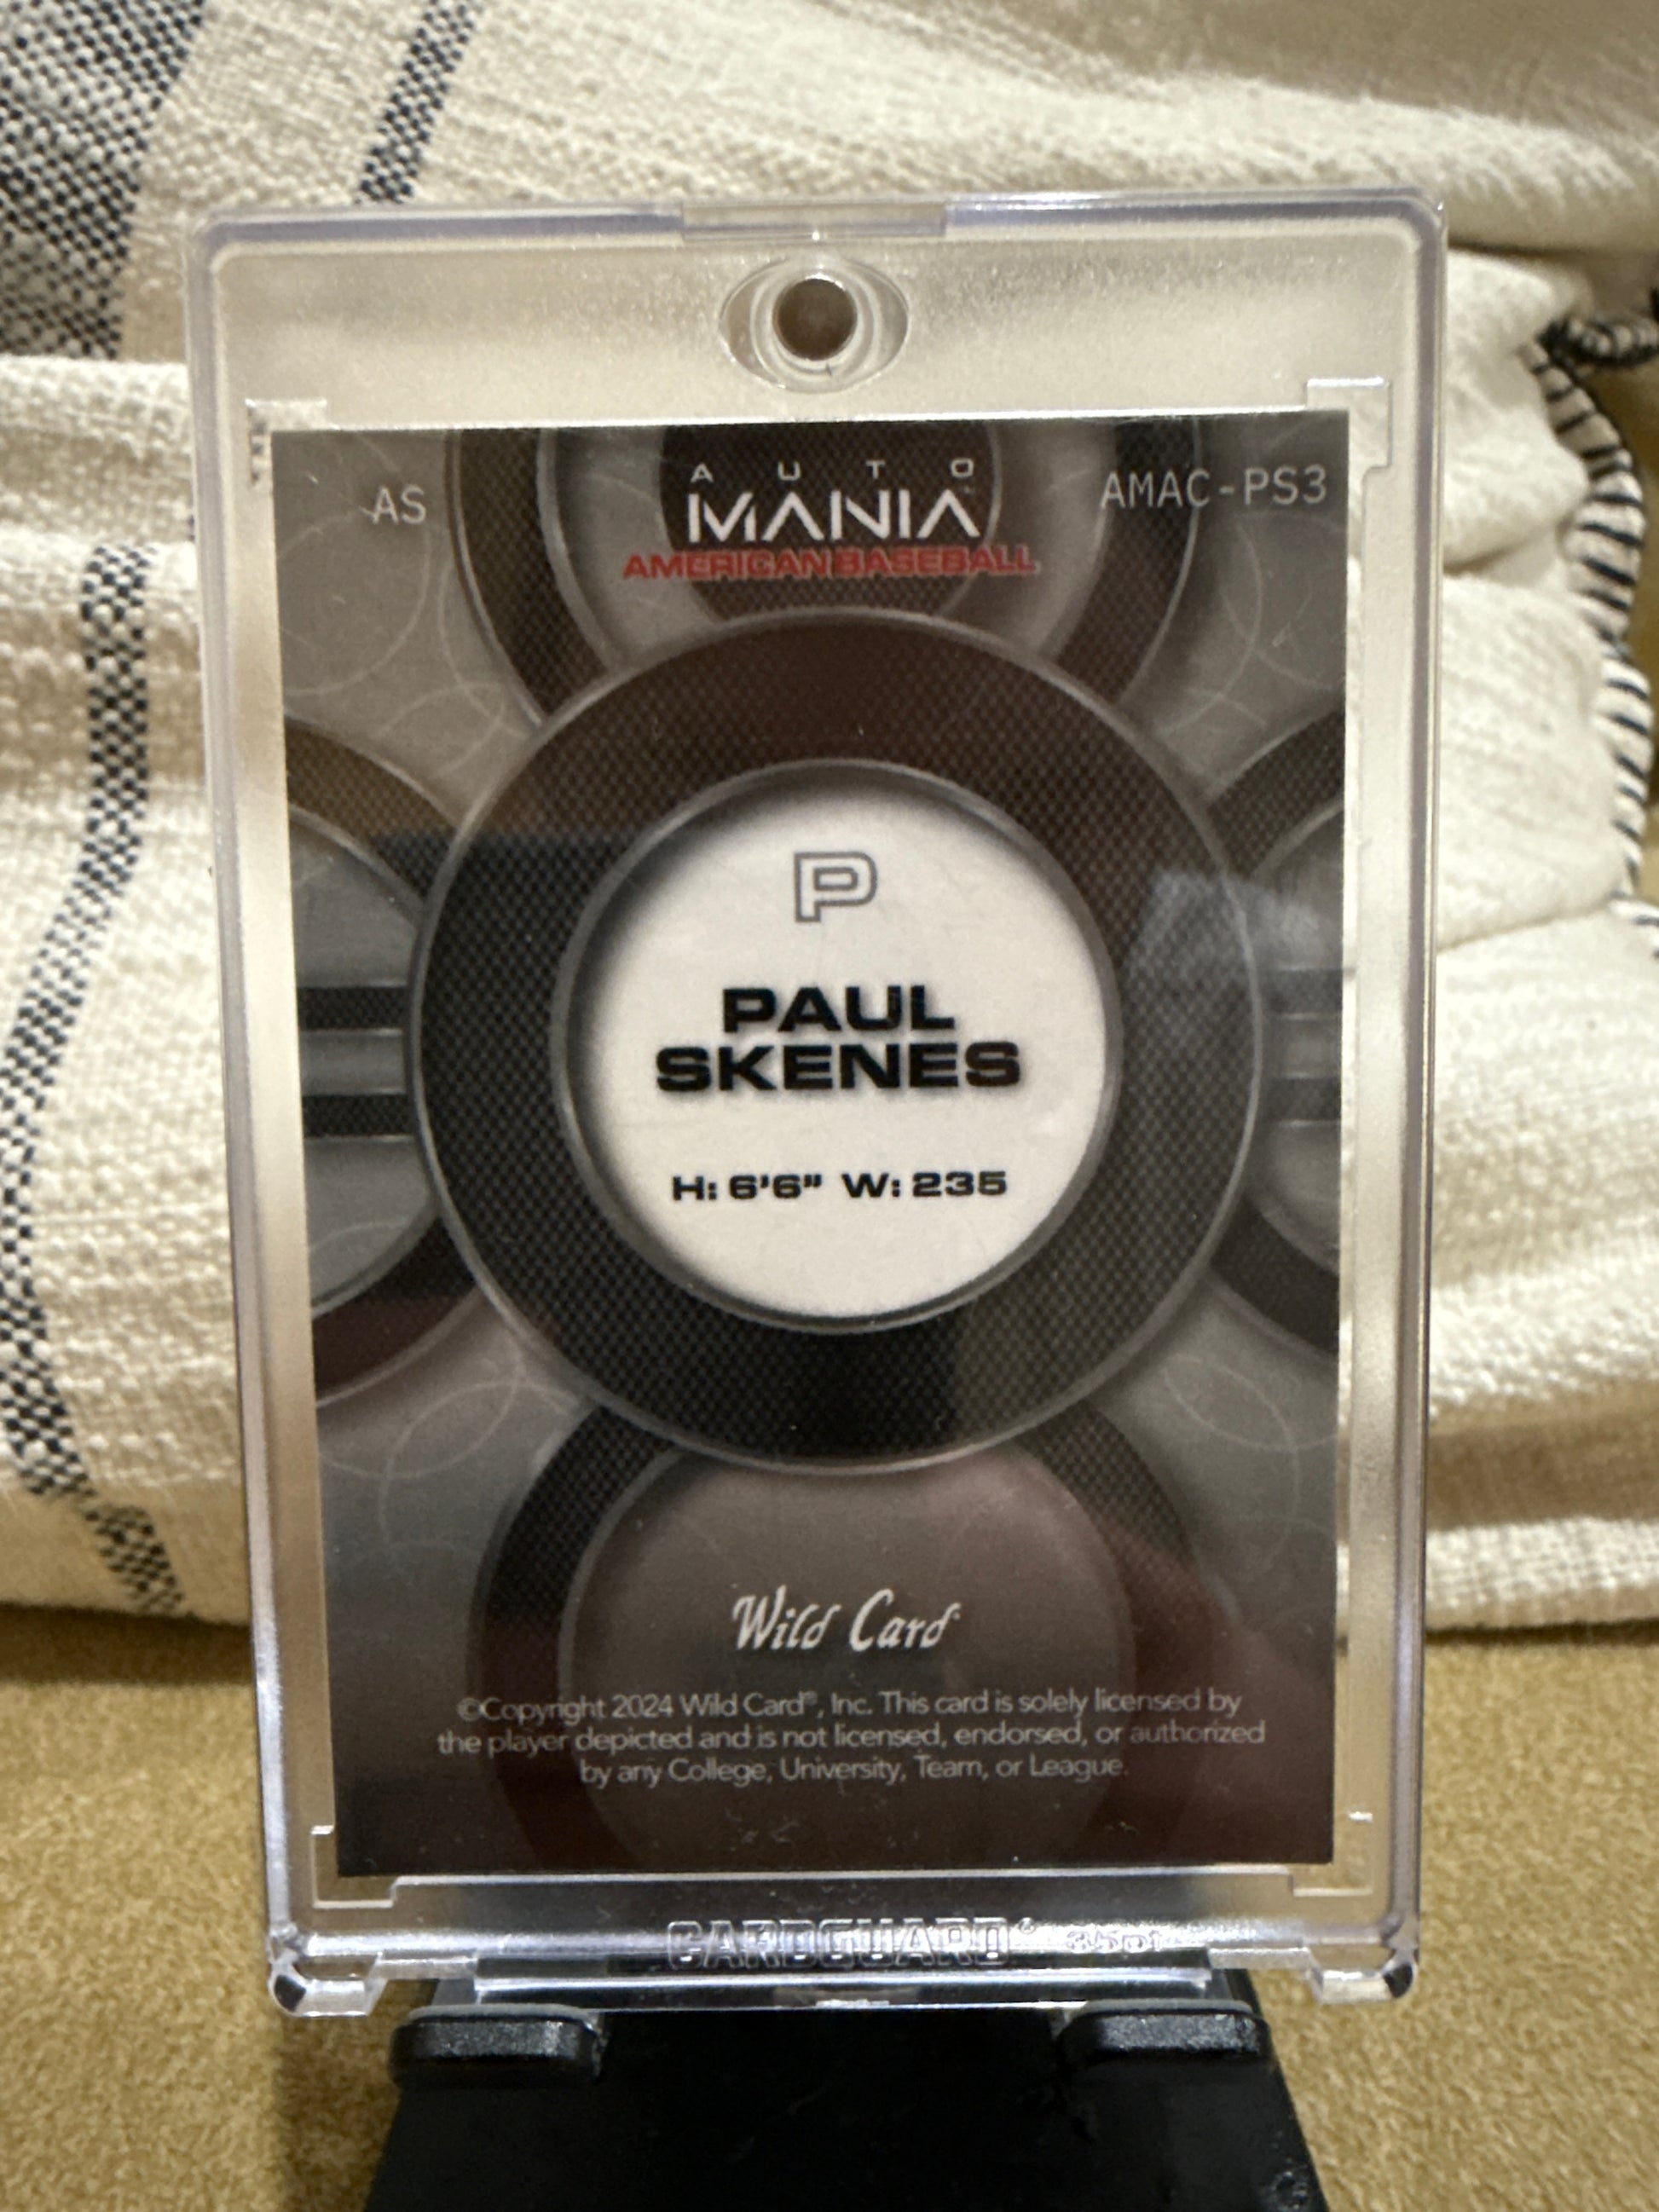 AS
AUTO
MANIA™
AMERICAN BASEBALL
AMAC-PS3
P
PAUL
SKENES
H: 6'6" W: 235
Wild Card®
©Copyright 2024 Wild Card®, Inc. This card is solely licensed by
the player depicted and is not licensed, endorsed, or authorized
by any College, University, Team, or League.
CARDGUARD® 35pt